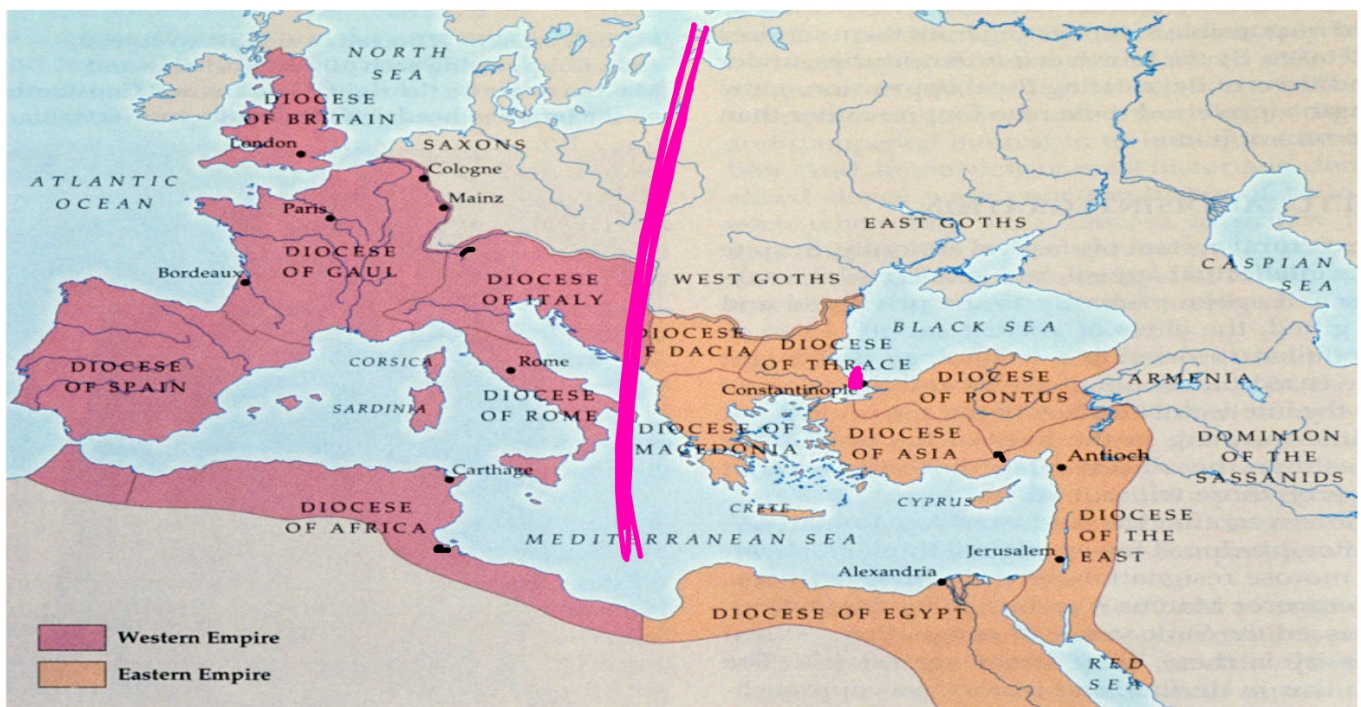 NORTH
SEA
DIOCESE
OF BRITAIN
London
SAXONS
Cologne
Mainz
ATLANTIC
OCEAN
Paris
EAST GOTHS
DIOCESE
OF GAUL
Bordeaux
DIOCESE
OF ITALY
WEST GOTHS
CASPIAN
SEA
BLACK SEA
DIOCESE
F DACIA
DIOCESE
OF THRACE
CORSICA
Rome
DIOCESE
OF SPAIN
Constantinople
DIOCESE
OF PONTUS
ARMENIA
SARDINIA
DIOCESE
OF ROME
DIOCESE OF
MACEDONIA
DIOCESE
OF ASIA
DOMINION
OF THE
SASSANIDS
Antioch
Carthage
CYPRUS
CRETE
DIOCESE
OF AFRICA
DIOCESE
OF THE
EAST
MEDITERRANEAN SEA
Jerusalem
Alexandria
DIOCESE OF EGYPT
Western Empire
Eastern Empire
RED
SEA